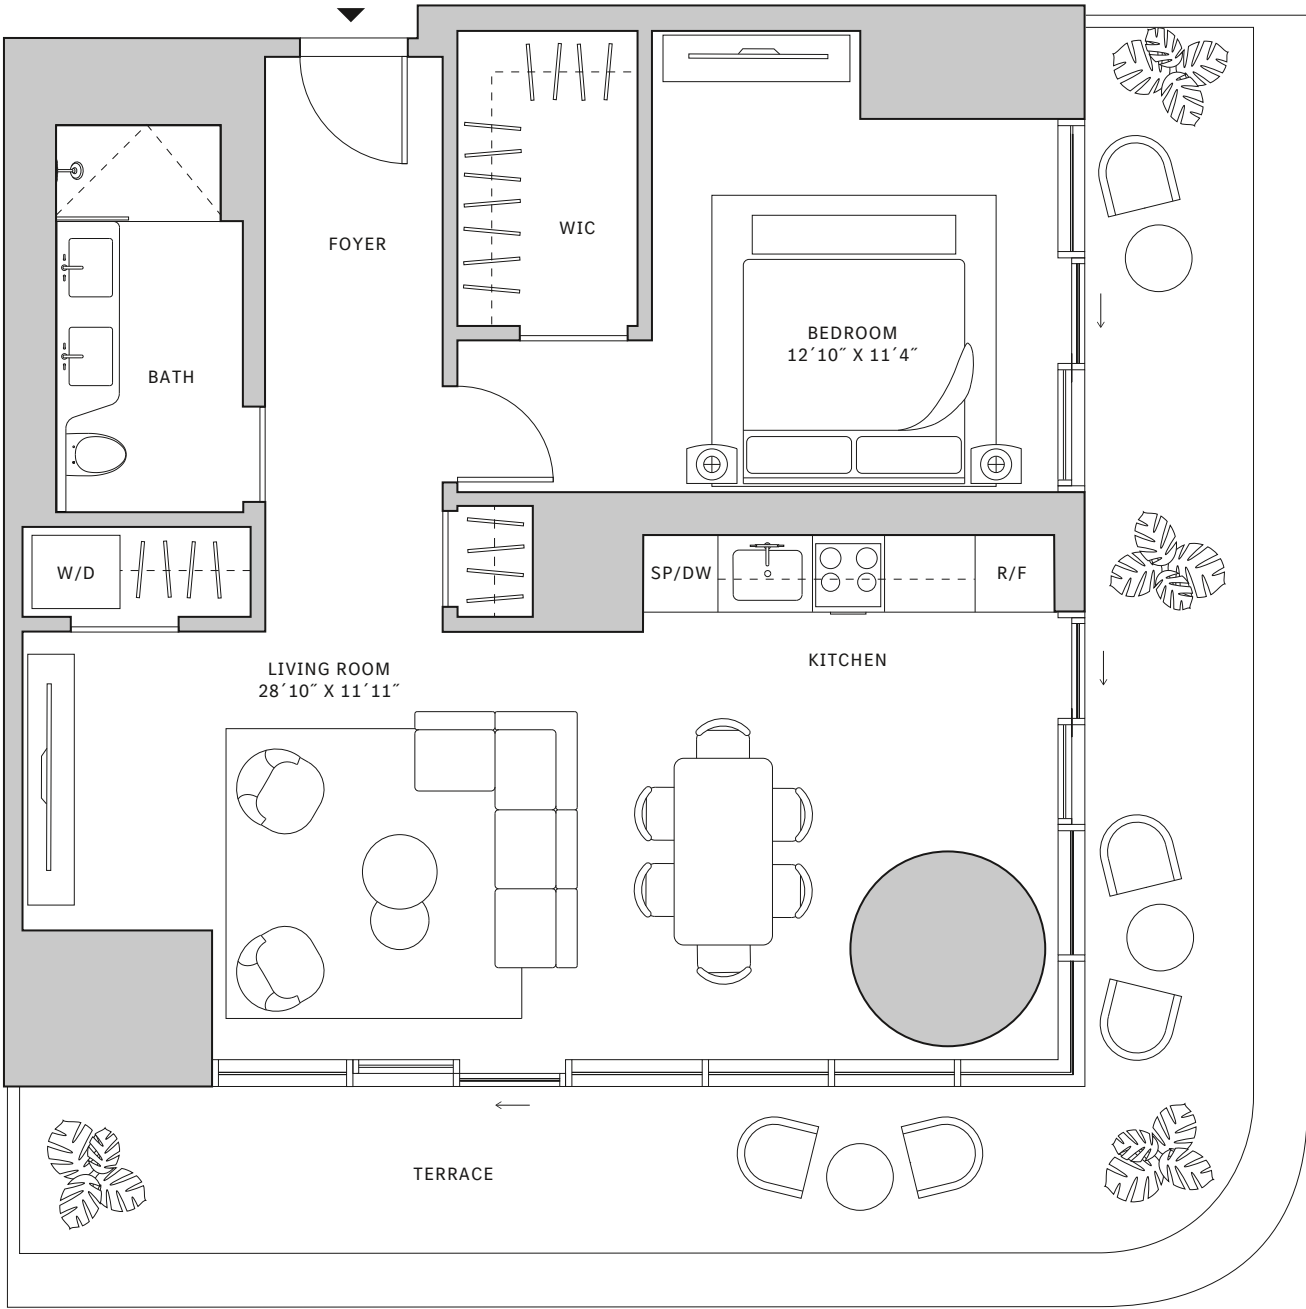 FOYER
WIC
BEDROOM
12´10˝ X 11´4˝
BATH
W/D
SP/DW
R/F
LIVING ROOM
28´10˝ X 11´11˝
KITCHEN
TERRACE